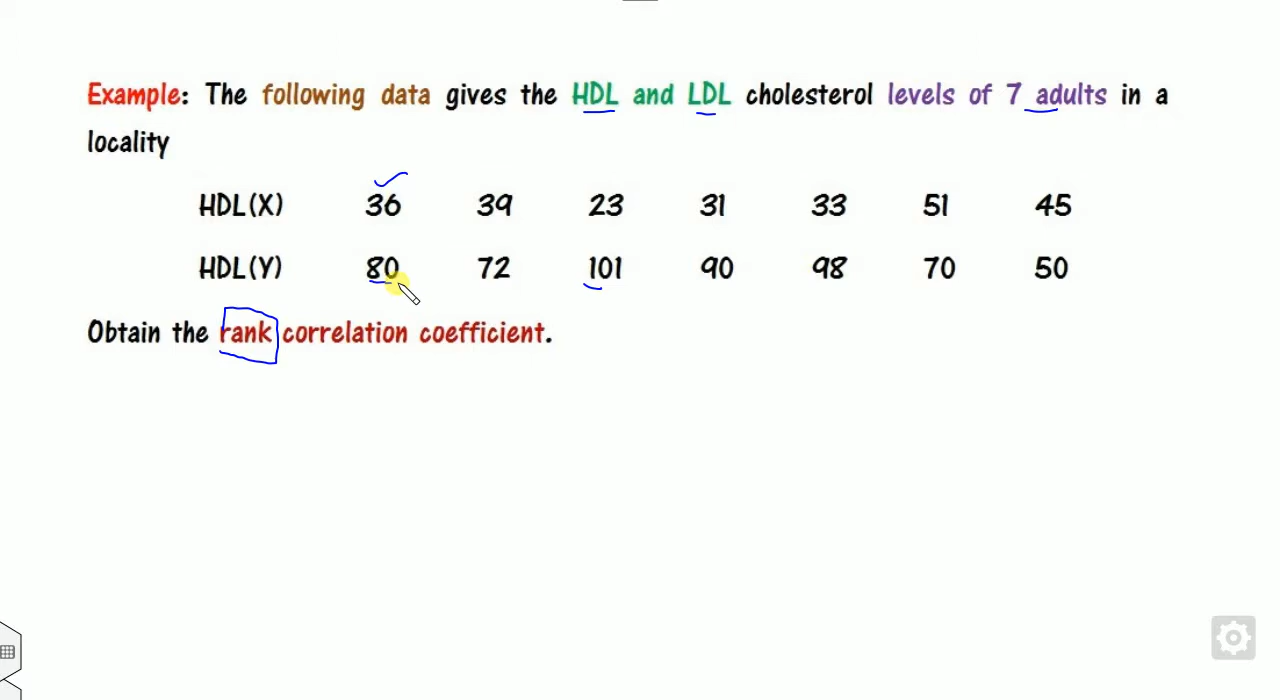 Example: The following data gives the HDL and LDL cholesterol levels of 7 adults in a
locality
HDL(X) 36 39 23 31 33 51 45
HDL(Y) 80 72 101 90 98 70 50
Obtain the rank correlation coefficient.